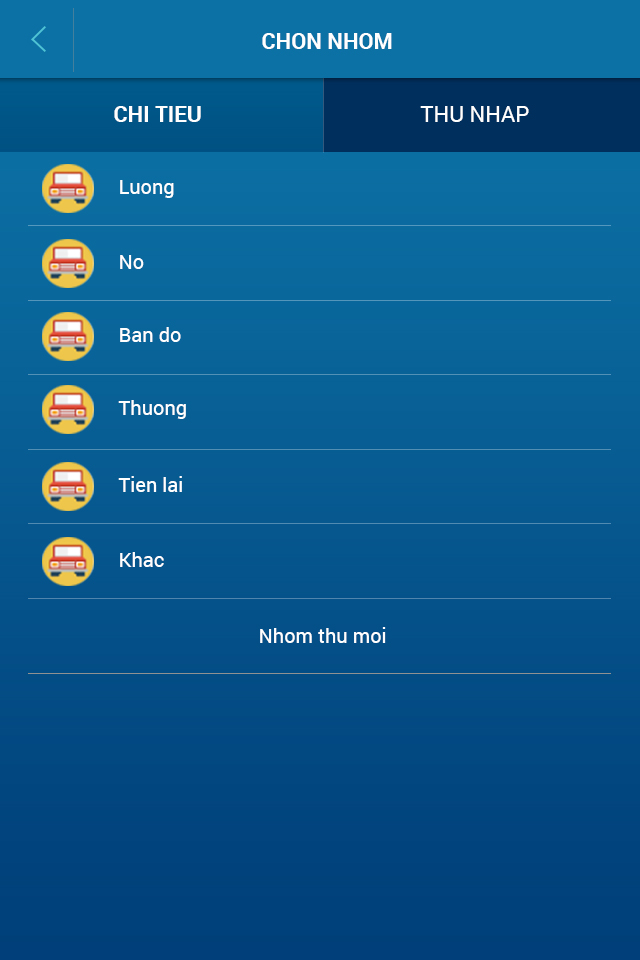 CHON NHOM
CHI TIEU
THU NHAP
Luong
No
Ban do
Thuong
Tien lai
Khac
Nhom thu moi